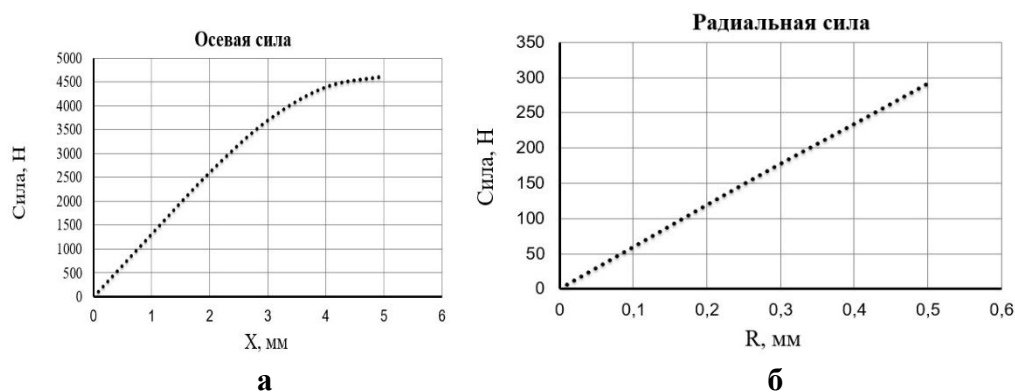 Осевая сила
5000
4500
4000
3500
3000
2500
2000
1500
1000
500
0
Сила, Н
0 1 2 3 4 5 6
X, мм
а
Радиальная сила
350
300
250
200
150
100
50
0
Сила, Н
0 0,1 0,2 0,3 0,4 0,5 0,6
R, мм
б